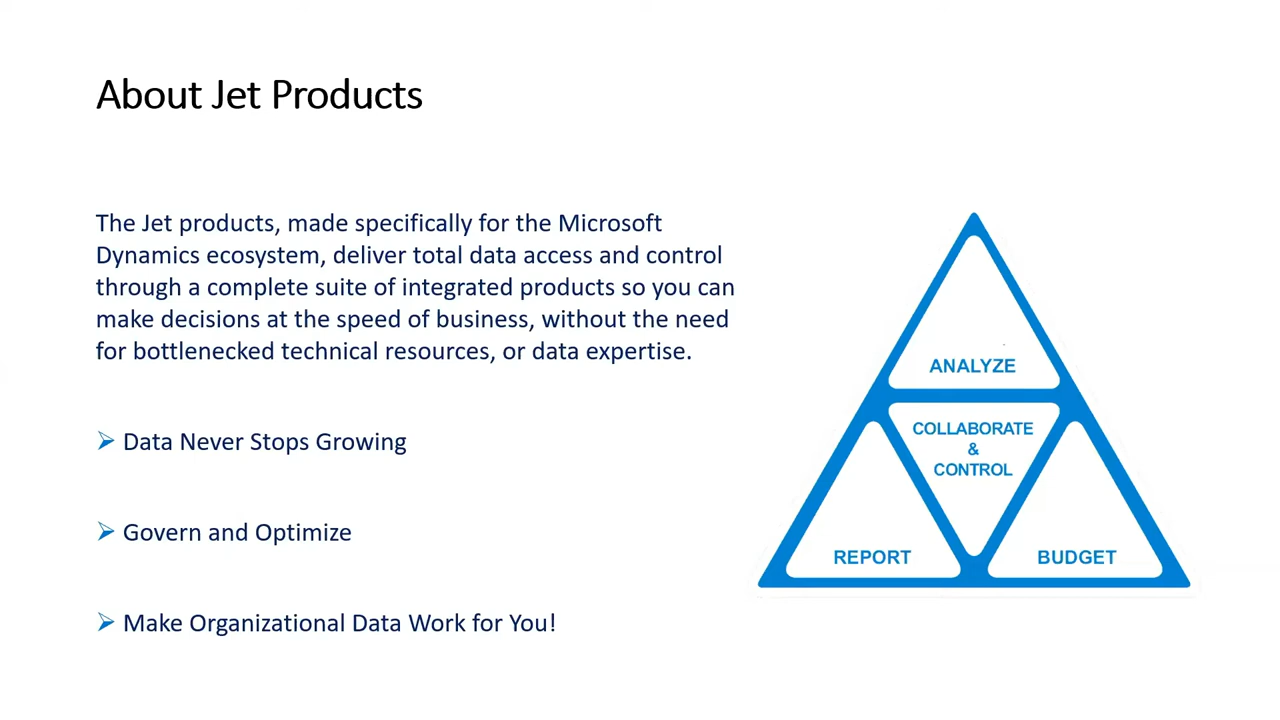 About Jet Products
The Jet products, made specifically for the Microsoft
Dynamics ecosystem, deliver total data access and control
through a complete suite of integrated products so you can
make decisions at the speed of business, without the need
for bottlenecked technical resources, or data expertise.
Data Never Stops Growing
Govern and Optimize
Make Organizational Data Work for You!
ANALYZE
COLLABORATE
&
CONTROL
REPORT
BUDGET